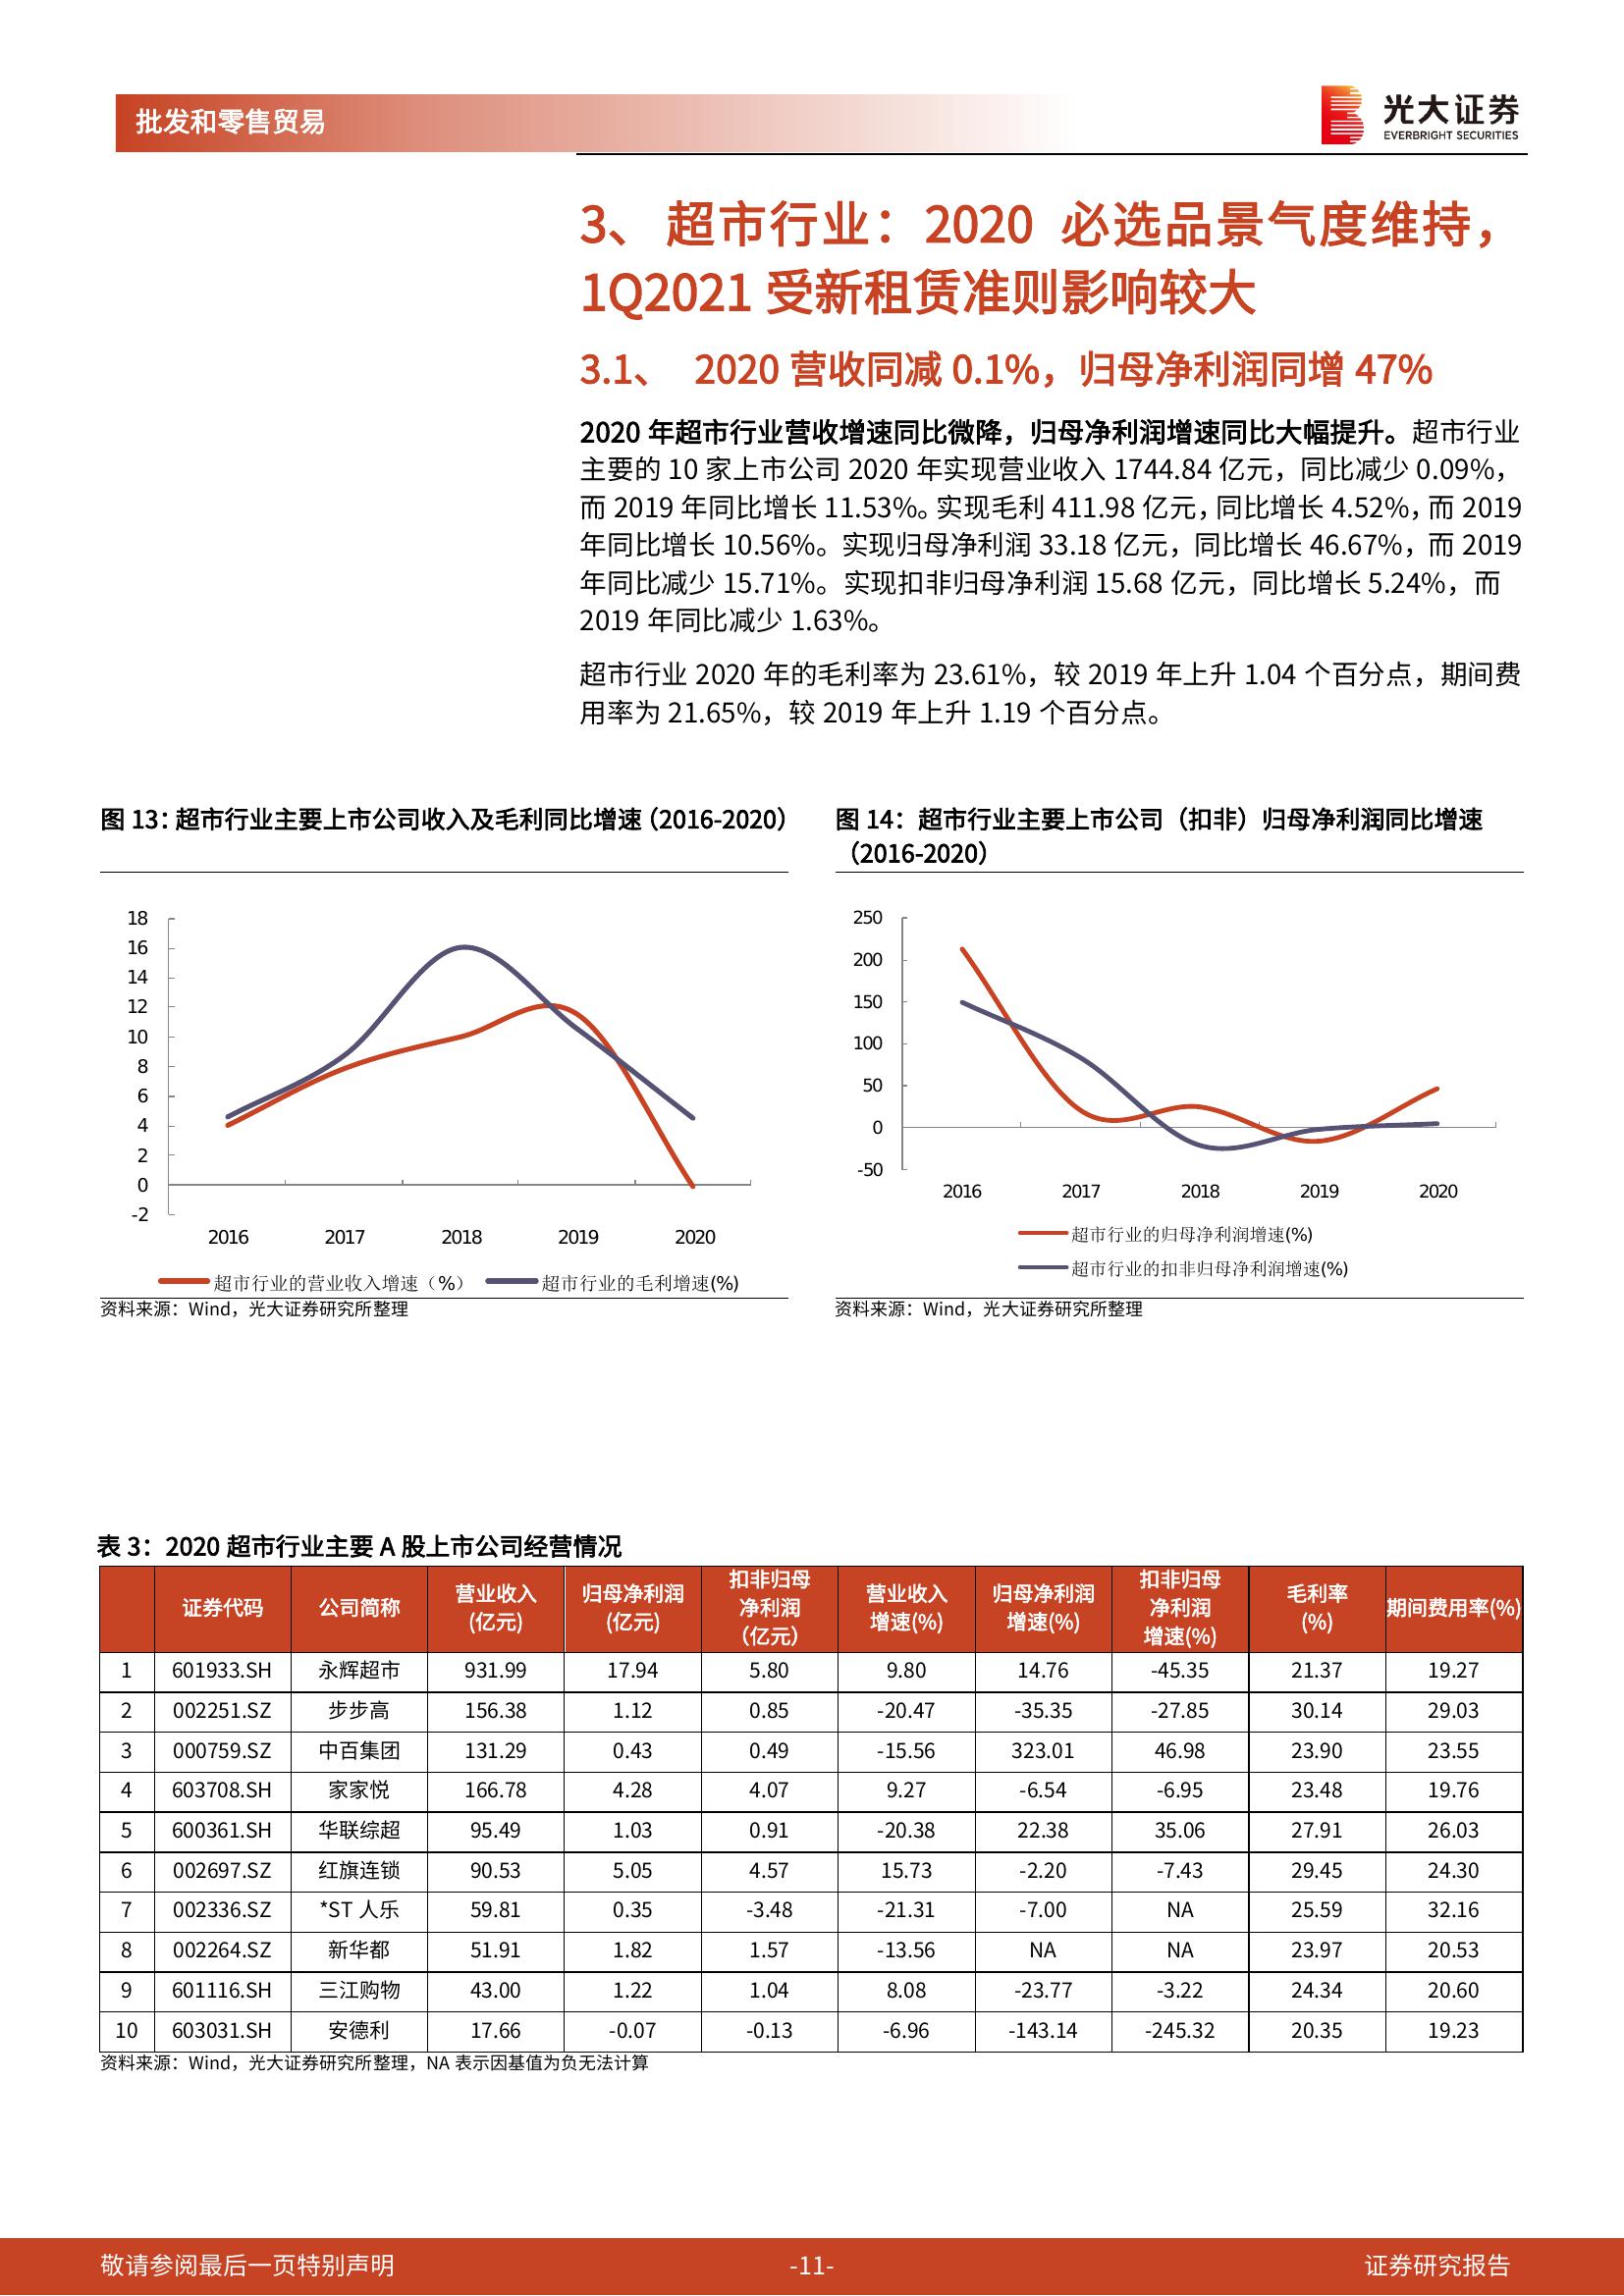 批发和零售贸易
光大证券
EVERBRIGHT SECURITIES
3、 超市行业：2020 必选品景气度维持，
1Q2021 受新租赁准则影响较大
3.1、 2020 营收同减 0.1%，归母净利润同增 47%
2020 年超市行业营收增速同比微降，归母净利润增速同比大幅提升。超市行业
主要的 10 家上市公司 2020 年实现营业收入 1744.84 亿元，同比减少 0.09%，
而 2019 年同比增长 11.53%。实现毛利 411.98 亿元，同比增长 4.52%，而 2019
年同比增长 10.56%。实现归母净利润 33.18 亿元，同比增长 46.67%，而 2019
年同比减少 15.71%。实现扣非归母净利润 15.68 亿元，同比增长 5.24%，而
2019 年同比减少 1.63%。
超市行业 2020 年的毛利率为 23.61%，较 2019 年上升 1.04 个百分点，期间费
用率为 21.65%，较 2019 年上升 1.19 个百分点。
图 13：超市行业主要上市公司收入及毛利同比增速（2016-2020）
18
16
14
12
10
8
6
4
2
0
-2
2016 2017 2018 2019 2020
超市行业的营业收入增速（%） 超市行业的毛利增速(%)
资料来源：Wind，光大证券研究所整理
图 14：超市行业主要上市公司（扣非）归母净利润同比增速
（2016-2020）
250
200
150
100
50
0
-50
2016 2017 2018 2019 2020
超市行业的归母净利润增速(%)
超市行业的扣非归母净利润增速(%)
资料来源：Wind，光大证券研究所整理
表 3：2020 超市行业主要 A 股上市公司经营情况
证券代码 公司简称 营业收入(亿元) 归母净利润(亿元) 扣非归母净利润（亿元） 营业收入增速(%) 归母净利润增速(%) 扣非归母净利润增速(%) 毛利率(%) 期间费用率(%)
1 601933.SH 永辉超市 931.99 17.94 5.80 9.80 14.76 -45.35 21.37 19.27
2 002251.SZ 步步高 156.38 1.12 0.85 -20.47 -35.35 -27.85 30.14 29.03
3 000759.SZ 中百集团 131.29 0.43 0.49 -15.56 323.01 46.98 23.90 23.55
4 603708.SH 家家悦 166.78 4.28 4.07 9.27 -6.54 -6.95 23.48 19.76
5 600361.SH 华联综超 95.49 1.03 0.91 -20.38 22.38 35.06 27.91 26.03
6 002697.SZ 红旗连锁 90.53 5.05 4.57 15.73 -2.20 -7.43 29.45 24.30
7 002336.SZ *ST 人乐 59.81 0.35 -3.48 -21.31 -7.00 NA 25.59 32.16
8 002264.SZ 新华都 51.91 1.82 1.57 -13.56 NA NA 23.97 20.53
9 601116.SH 三江购物 43.00 1.22 1.04 8.08 -23.77 -3.22 24.34 20.60
10 603031.SH 安德利 17.66 -0.07 -0.13 -6.96 -143.14 -245.32 20.35 19.23
资料来源：Wind，光大证券研究所整理，NA 表示因基值为负无法计算
敬请参阅最后一页特别声明 -11- 证券研究报告